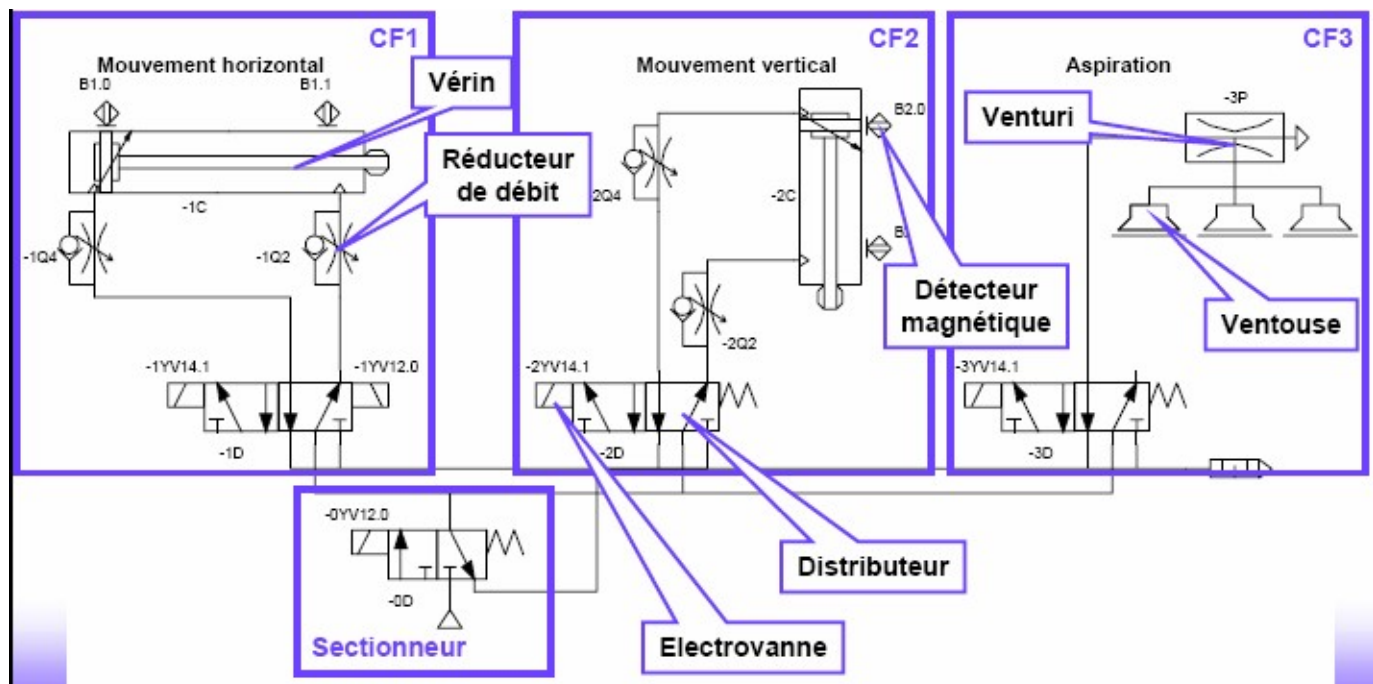 CF1
Mouvement horizontal
B1.0
B1.1
Vérin
Réducteur
de débit
-1C
-1Q4
-1Q2
-1YV14.1
-1YV12.0
-1D
CF2
Mouvement vertical
B2.0
2Q4
-2C
B
Détecteur
magnétique
-2Q2
-2YV14.1
-2D
CF3
Aspiration
-3P
Venturi
Ventouse
-3YV14.1
-3D
-0YV12.0
-0D
Sectionneur
Distributeur
Electrovanne